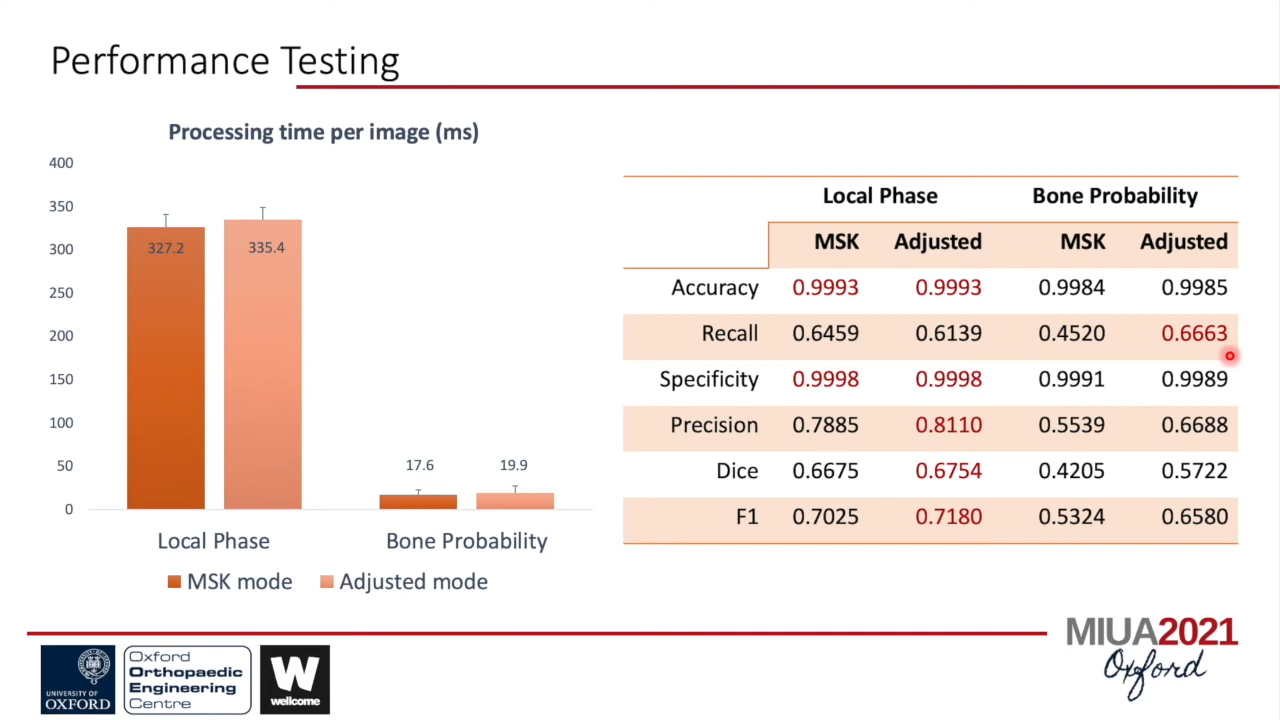 Performance Testing
Processing time per image (ms)
400
350
300
250
200
150
100
50
0
327.2
335.4
17.6
19.9
Local Phase
Bone Probability
MSK mode
Adjusted mode
Local Phase Bone Probability
MSK Adjusted MSK Adjusted
Accuracy 0.9993 0.9993 0.9984 0.9985
Recall 0.6459 0.6139 0.4520 0.6663
Specificity 0.9998 0.9998 0.9991 0.9989
Precision 0.7885 0.8110 0.5539 0.6688
Dice 0.6675 0.6754 0.4205 0.5722
F1 0.7025 0.7180 0.5324 0.6580
UNIVERSITY OF
OXFORD
Oxford
Orthopaedic
Engineering
Centre
W
wellcome
MIUA2021
Oxford